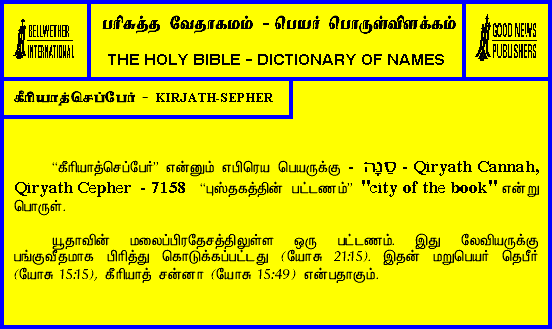 BELLWETHER
INTERNATIONAL
பரிசுத்த வேதாகமம் - பெயர் பொருள்விளக்கம்
THE HOLY BIBLE - DICTIONARY OF NAMES
GOOD NEWS
PUBLISHERS
கீரியாத்செப்பேர் - KIRJATH-SEPHER
“கீரியாத்செப்பேர்” என்னும் எபிரெய பெயருக்கு - סַנָּה - Qiryath Cannah,
Qiryath Cepher - 7158 “புஸ்தகத்தின் பட்டணம்” "city of the book" என்று
பொருள்.
யூதாவின் மலைப்பிரதேசத்திலுள்ள ஒரு பட்டணம். இது லேவியருக்கு
பங்குவீதமாக பிரித்து கொடுக்கப்பட்டது (யோசு 21:15). இதன் மறுபெயர் தெபீர்
(யோசு 15:15), கீரியாத் சன்னா (யோசு 15:49) என்பதாகும்.